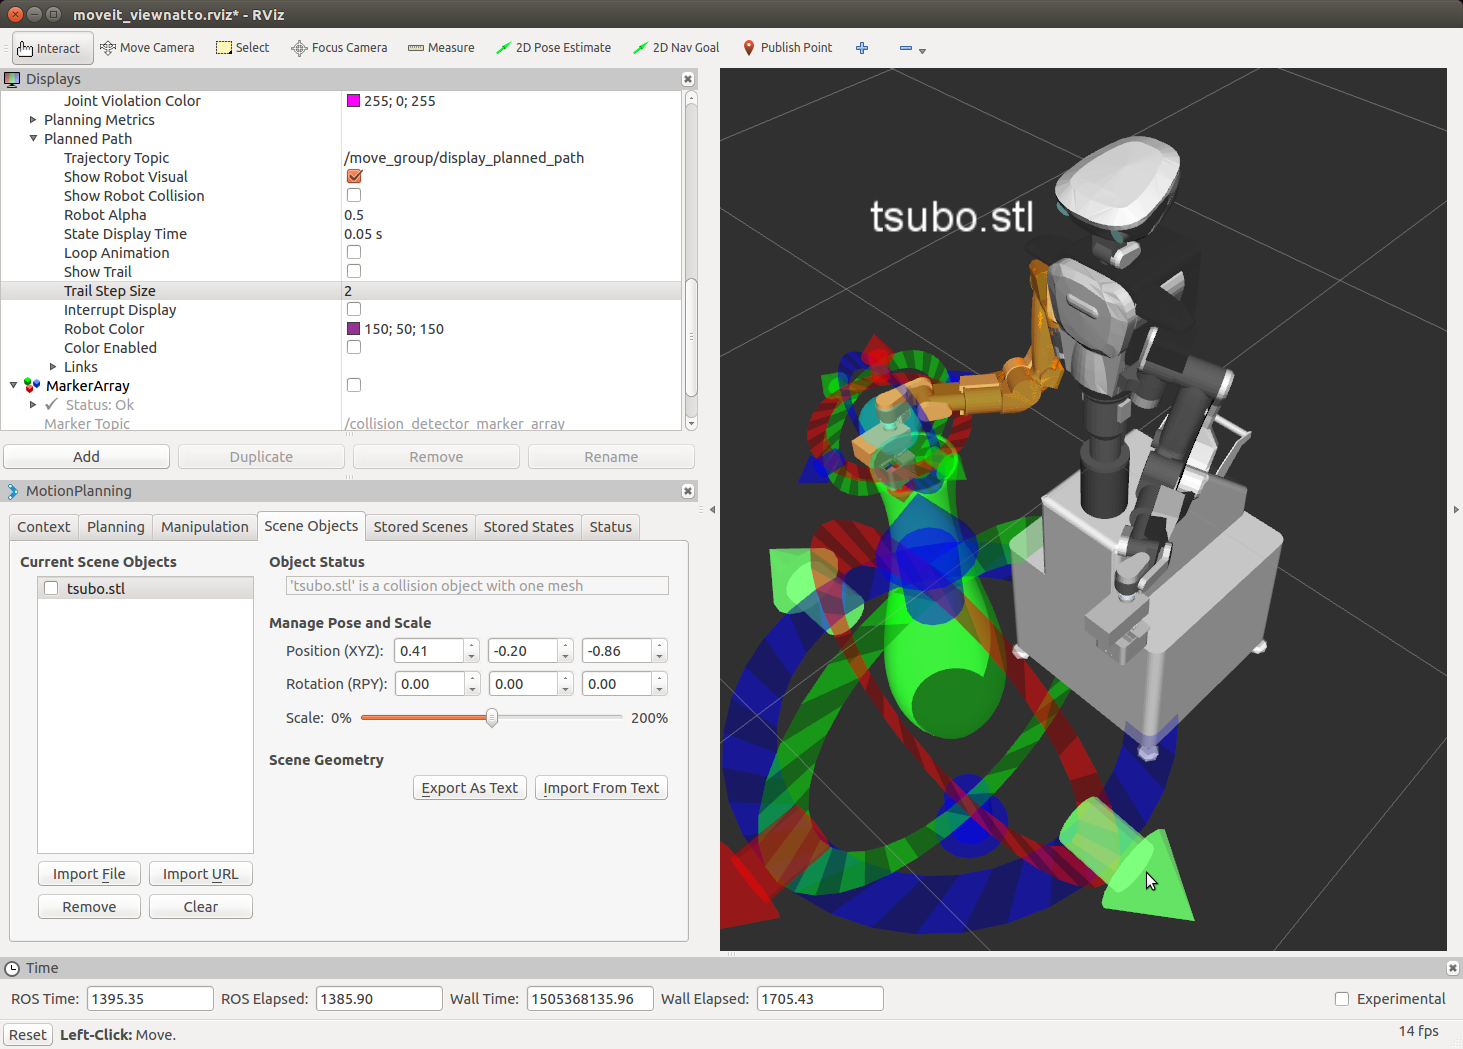 moveit_viewnatto.rviz* - RViz
Interact Move Camera Select Focus Camera Measure 2D Pose Estimate 2D Nav Goal Publish Point
Displays
Joint Violation Color 255; 0; 255
Planning Metrics
Planned Path
Trajectory Topic /move_group/display_planned_path
Show Robot Visual
Show Robot Collision
Robot Alpha 0.5
State Display Time 0.05 s
Loop Animation
Show Trail
Trail Step Size 2
Interrupt Display
Robot Color 150; 50; 150
Color Enabled
Links
MarkerArray
Status: Ok
Marker Topic /collision_detector_marker_array
Add Duplicate Remove Rename
MotionPlanning
Context Planning Manipulation Scene Objects Stored Scenes Stored States Status
Current Scene Objects
tsubo.stl
Import File Import URL
Remove Clear
Object Status
'tsubo.stl' is a collision object with one mesh
Manage Pose and Scale
Position (XYZ): 0.41 -0.20 -0.86
Rotation (RPY): 0.00 0.00 0.00
Scale: 0% 200%
Scene Geometry
Export As Text Import From Text
tsubo.stl
Time
ROS Time: 1395.35 ROS Elapsed: 1385.90 Wall Time: 1505368135.96 Wall Elapsed: 1705.43 Experimental
Reset Left-Click: Move. 14 fps